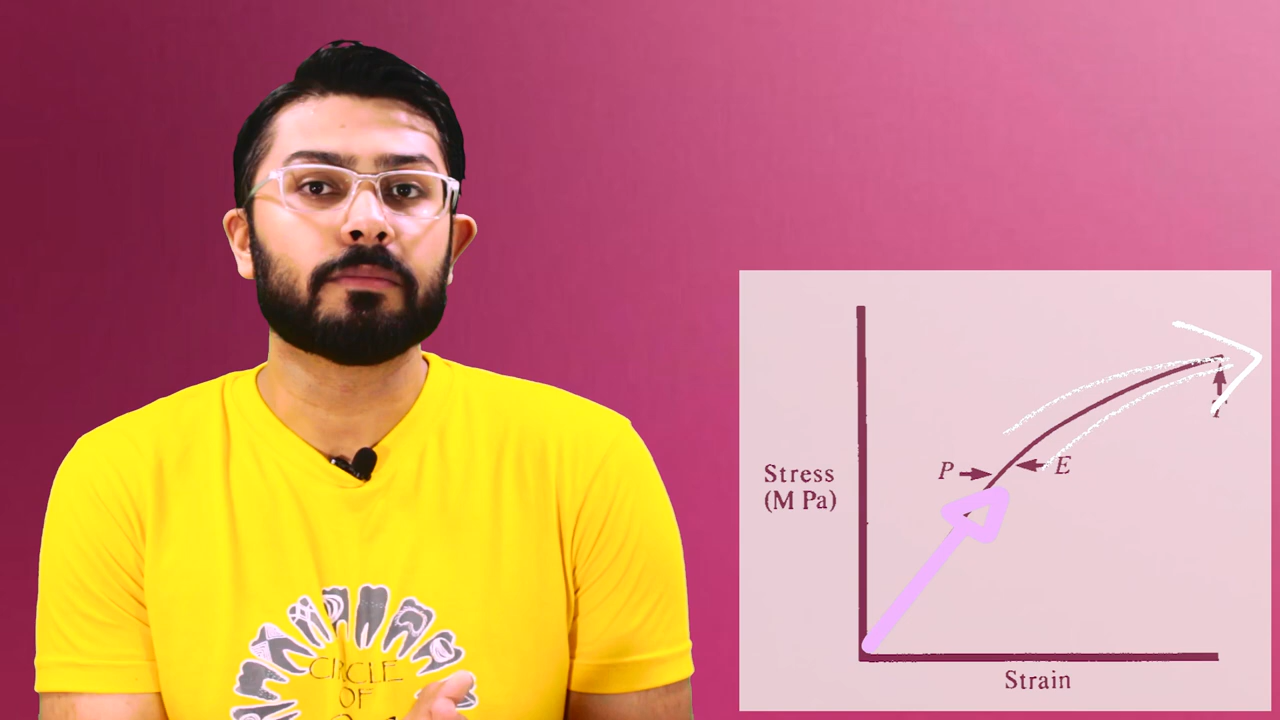 P
E
Stress
(M Pa)
Strain
CIRCLE
OF